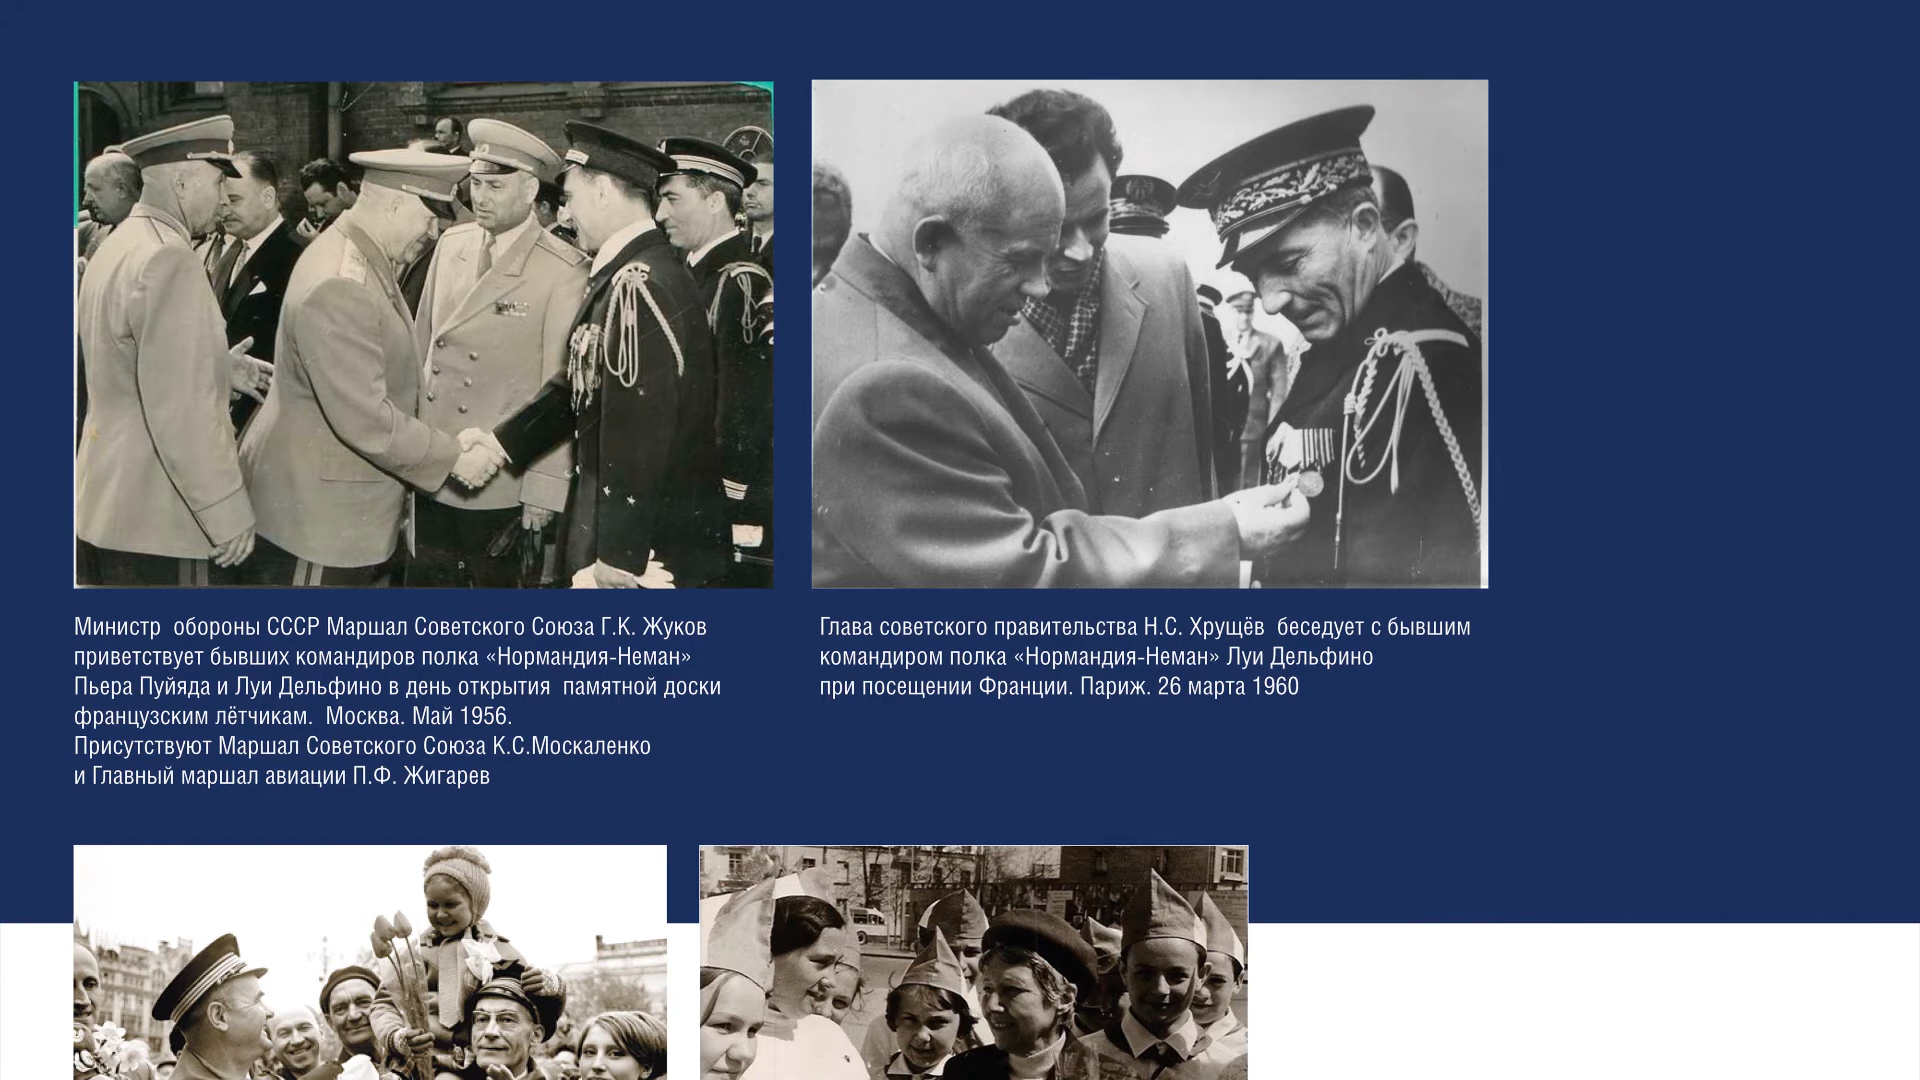 Министр  обороны СССР Маршал Советского Союза Г.К. Жуков
приветствует бывших командиров полка «Нормандия-Неман»
Пьера Пуйяда и Луи Дельфино в день открытия  памятной доски
французским лётчикам.  Москва. Май 1956.
Присутствуют Маршал Советского Союза К.С.Москаленко
и Главный маршал авиации П.Ф. Жигарев
Глава советского правительства Н.С. Хрущёв  беседует с бывшим
командиром полка «Нормандия-Неман» Луи Дельфино
при посещении Франции. Париж. 26 марта 1960